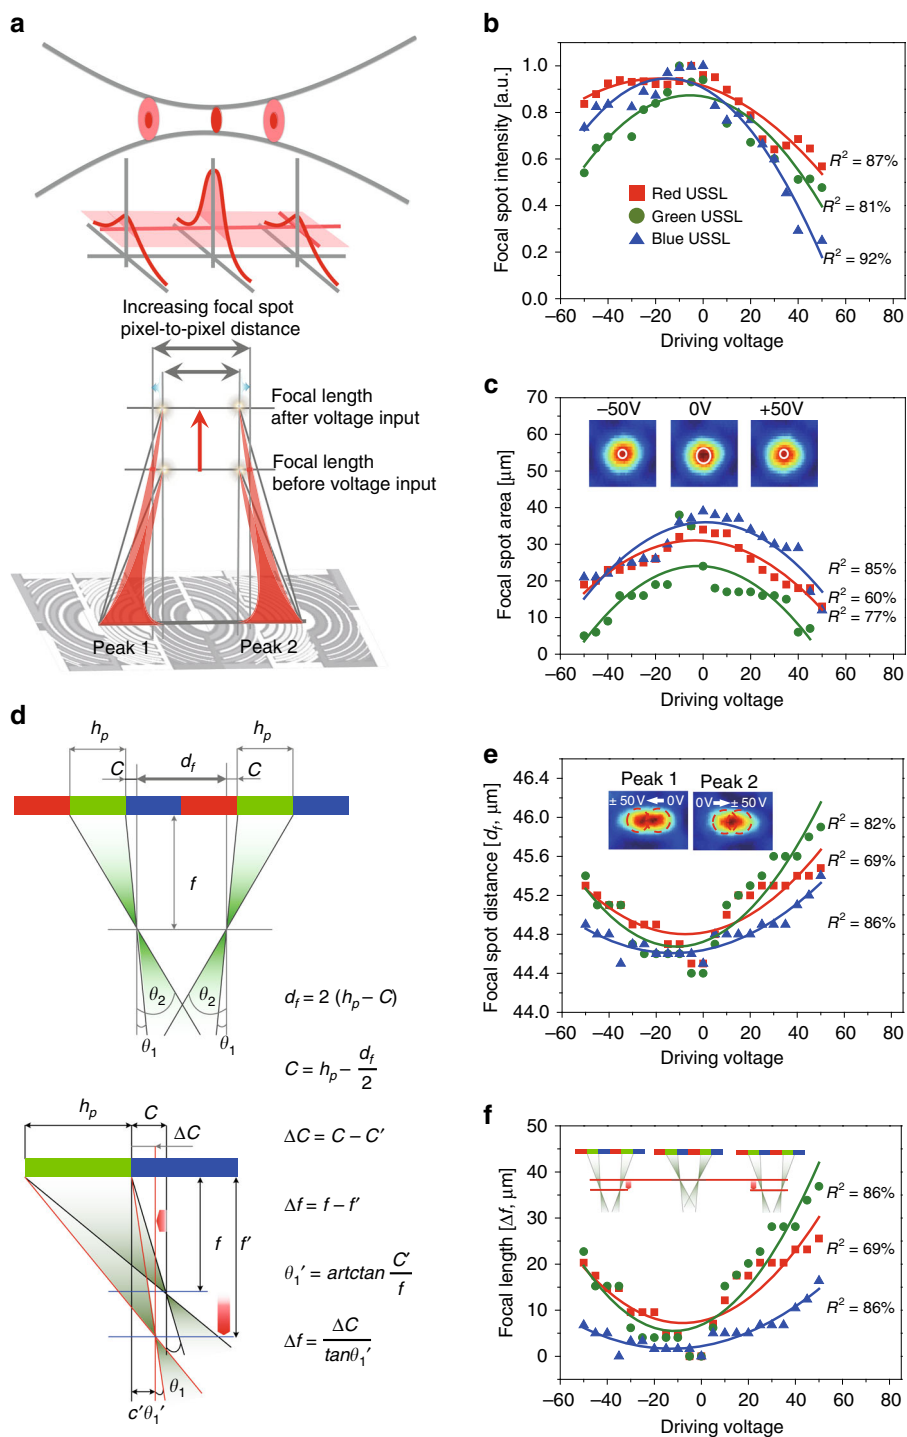 a
Increasing focal spot
pixel-to-pixel distance
Focal length
after voltage input
Focal length
before voltage input
Peak 1
Peak 2
b
Focal spot intensity [a.u.]
1.0
0.8
0.6
0.4
0.2
0.0
Red USSL
Green USSL
Blue USSL
R² = 87%
R² = 81%
R² = 92%
−60 −40 −20 0 20 40 60 80
Driving voltage
c
Focal spot area [µm]
70
60
50
40
30
20
10
0
−50V 0V +50V
R² = 85%
R² = 60%
R² = 77%
−60 −40 −20 0 20 40 60 80
Driving voltage
d
hp df hp
C C
f
θ2 θ2
θ1 θ1
df = 2 (hp − C)
C = hp − df/2
ΔC = C − C′
Δf = f − f′
θ1′ = artctan C′/f
Δf = ΔC/tanθ1′
hp C
ΔC
f f′
θ1
c′θ1′
e
Focal spot distance [df, µm]
46.4
46.0
45.6
45.2
44.8
44.4
44.0
Peak 1 Peak 2
± 50 V 0V 0V ± 50 V
R² = 82%
R² = 69%
R² = 86%
−60 −40 −20 0 20 40 60 80
Driving voltage
f
Focal length [Δf, µm]
50
40
30
20
10
0
R² = 86%
R² = 69%
R² = 86%
−60 −40 −20 0 20 40 60 80
Driving voltage